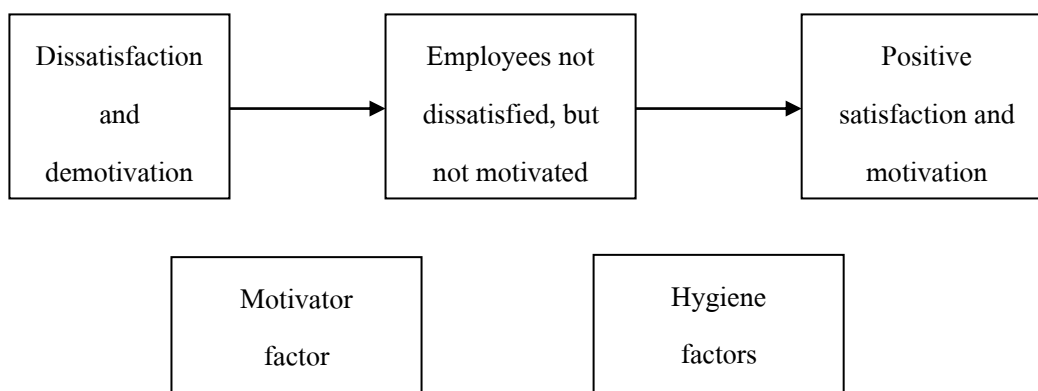 Dissatisfaction
and
demotivation
Employees not
dissatisfied, but
not motivated
Positive
satisfaction and
motivation
Motivator
factor
Hygiene
factors